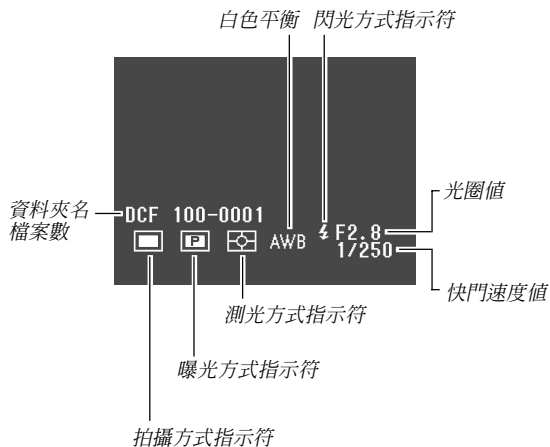 白色平衡 閃光方式指示符
資料夾名
檔案數
DCF 100-0001
P
AWB
F2.8
1/250
光圈値
快門速度値
測光方式指示符
曝光方式指示符
拍攝方式指示符